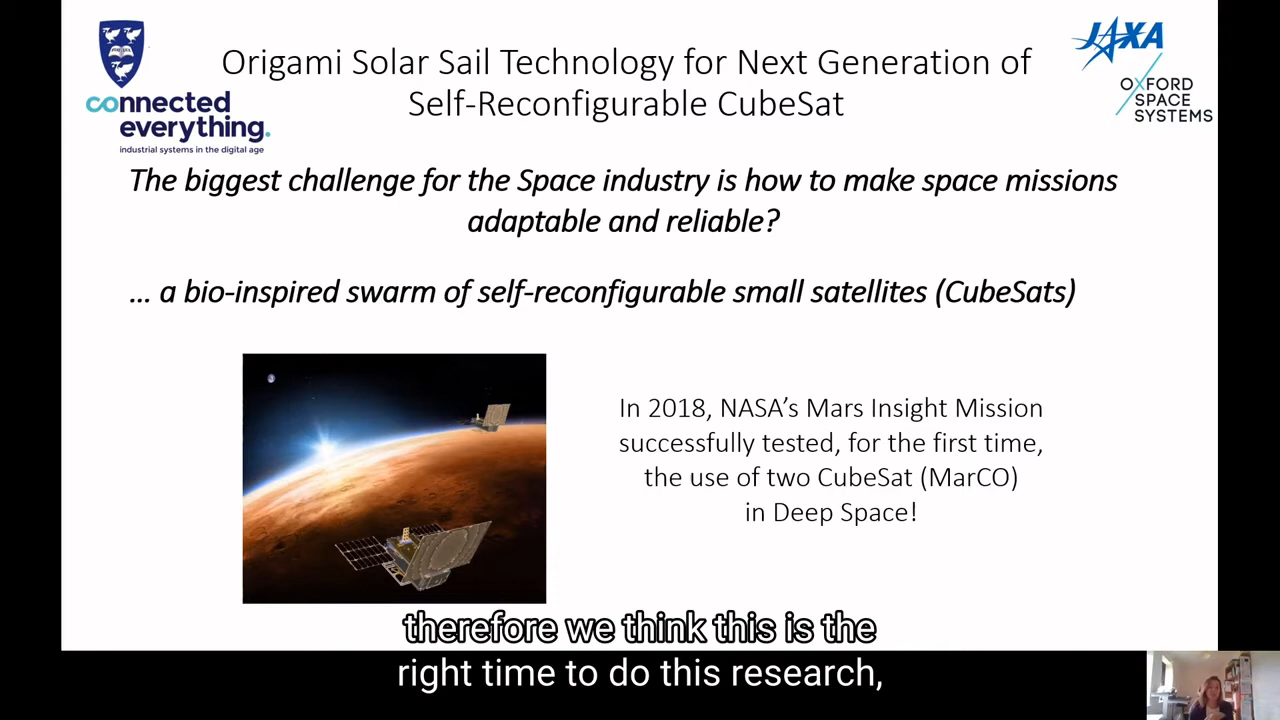 connected
everything.
industrial systems in the digital age
Origami Solar Sail Technology for Next Generation of
Self-Reconfigurable CubeSat
JAXA
OXFORD
SPACE
SYSTEMS
The biggest challenge for the Space industry is how to make space missions
adaptable and reliable?
... a bio-inspired swarm of self-reconfigurable small satellites (CubeSats)
In 2018, NASA’s Mars Insight Mission
successfully tested, for the first time,
the use of two CubeSat (MarCO)
in Deep Space!
therefore we think this is the
right time to do this research,